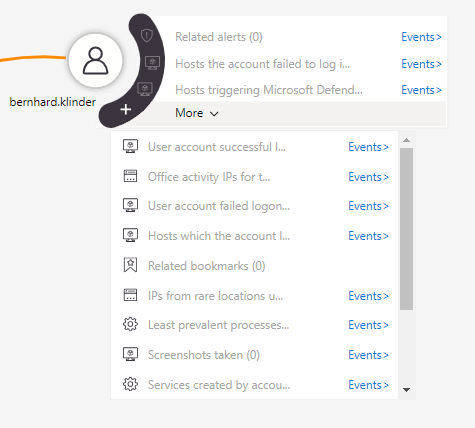 Related alerts (0) Events>
Hosts the account failed to log i... Events>
Hosts triggering Microsoft Defend... Events>
bernhard.klinder
More
User account successful l... Events>
Office activity IPs for t... Events>
User account failed logon... Events>
Hosts which the account l... Events>
Related bookmarks (0)
IPs from rare locations u... Events>
Least prevalent processes... Events>
Screenshots taken (0) Events>
Services created by accou... Events>